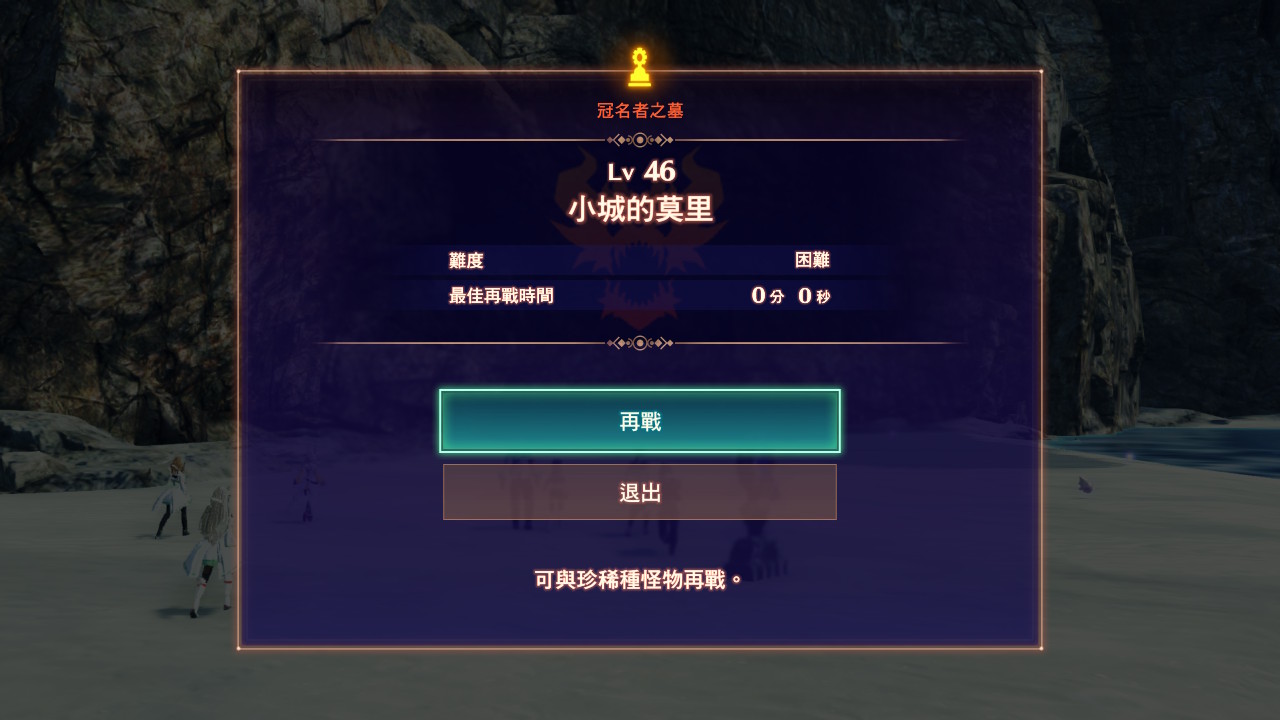 冠名者之墓
Lv 46
小城的莫里
難度 困難
最佳再戰時間 0分 0秒
再戰
退出
可與珍稀種怪物再戰。